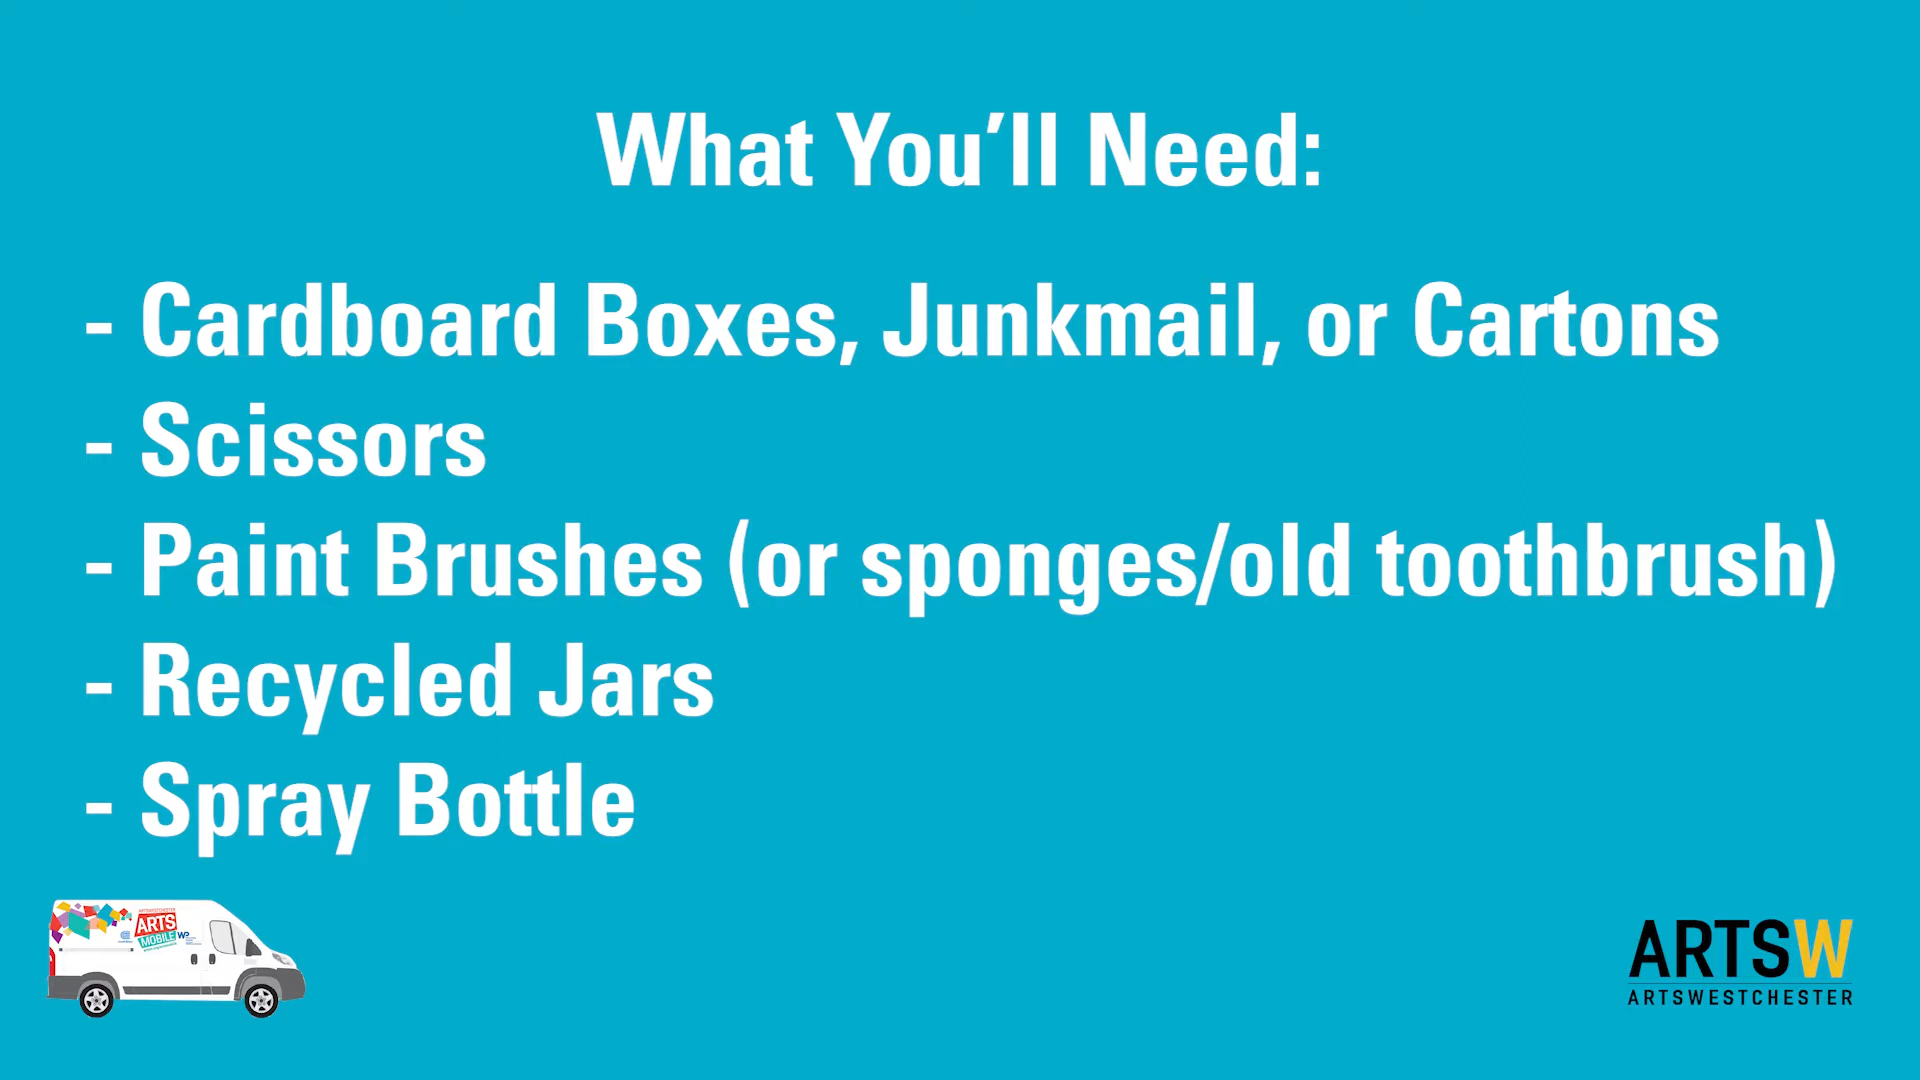 What You’ll Need:
- Cardboard Boxes, Junkmail, or Cartons
- Scissors
- Paint Brushes (or sponges/old toothbrush)
- Recycled Jars
- Spray Bottle
ARTS
MOBILE
WP
ARTSW
ARTSWESTCHESTER